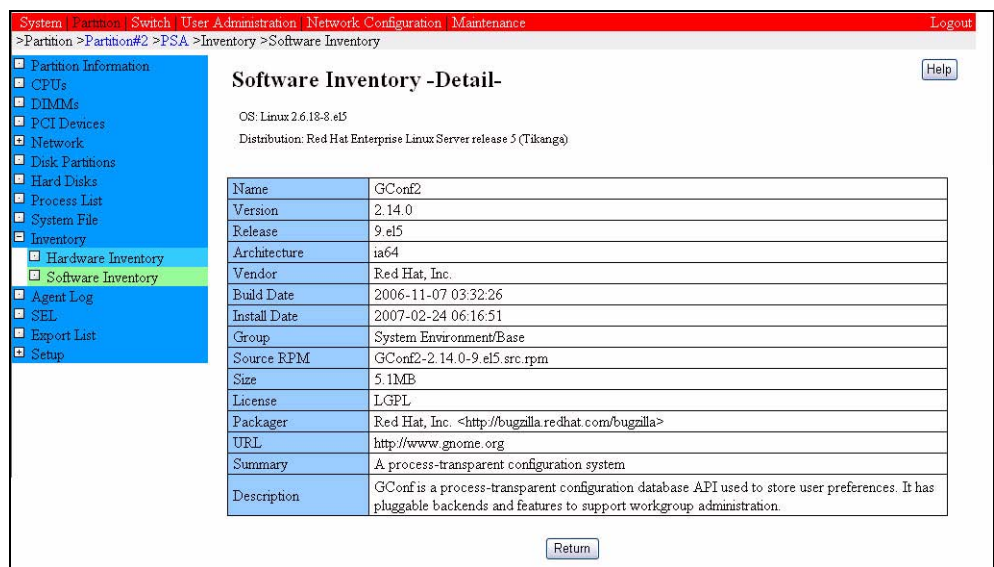 System | Partition | Switch | User Administration | Network Configuration | Maintenance Logout
>Partition >Partition#2 >PSA >Inventory >Software Inventory
Partition Information
CPUs
DIMMs
PCI Devices
Network
Disk Partitions
Hard Disks
Process List
System File
Inventory
Hardware Inventory
Software Inventory
Agent Log
SEL
Export List
Setup
Software Inventory -Detail-
Help
OS: Linux 2.6.18-8.el5
Distribution: Red Hat Enterprise Linux Server release 5 (Tikanga)
Name GConf2
Version 2.14.0
Release 9.el5
Architecture ia64
Vendor Red Hat, Inc.
Build Date 2006-11-07 03:32:26
Install Date 2007-02-24 06:16:51
Group System Environment/Base
Source RPM GConf2-2.14.0-9.el5.src.rpm
Size 5.1MB
License LGPL
Packager Red Hat, Inc. <http://bugzilla.redhat.com/bugzilla>
URL http://www.gnome.org
Summary A process-transparent configuration system
Description GConf is a process-transparent configuration database API used to store user preferences. It has
pluggable backends and features to support workgroup administration.
Return